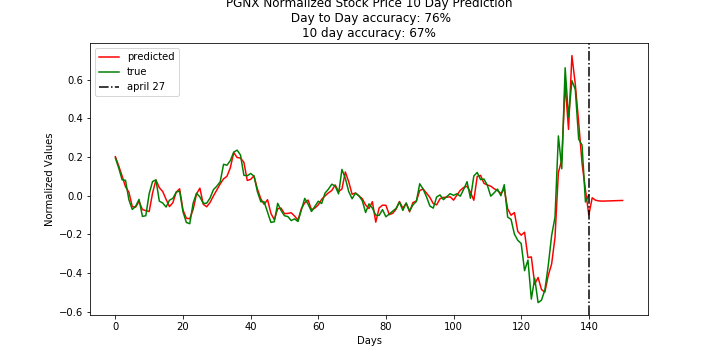 PGNX Normalized Stock Price 10 Day Prediction
Day to Day accuracy: 76%
10 day accuracy: 67%
predicted
true
april 27
Normalized Values
0.6
0.4
0.2
0.0
−0.2
−0.4
−0.6
0 20 40 60 80 100 120 140
Days